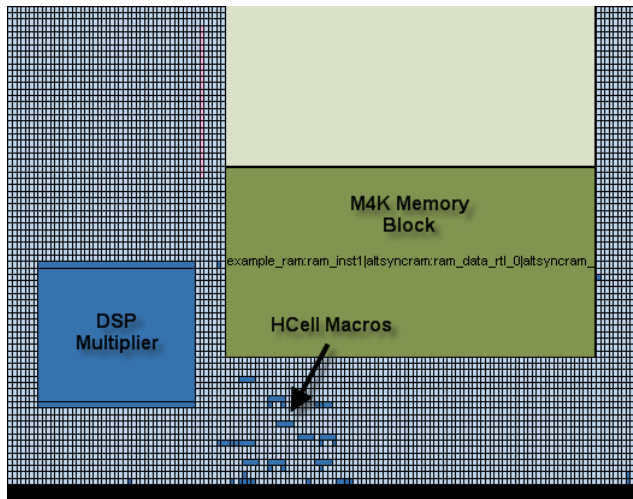 M4K Memory
Block
example_ram:ram_inst1|altsyncram:ram_data_rtl_0|altsyncram_
DSP
Multiplier
HCell Macros